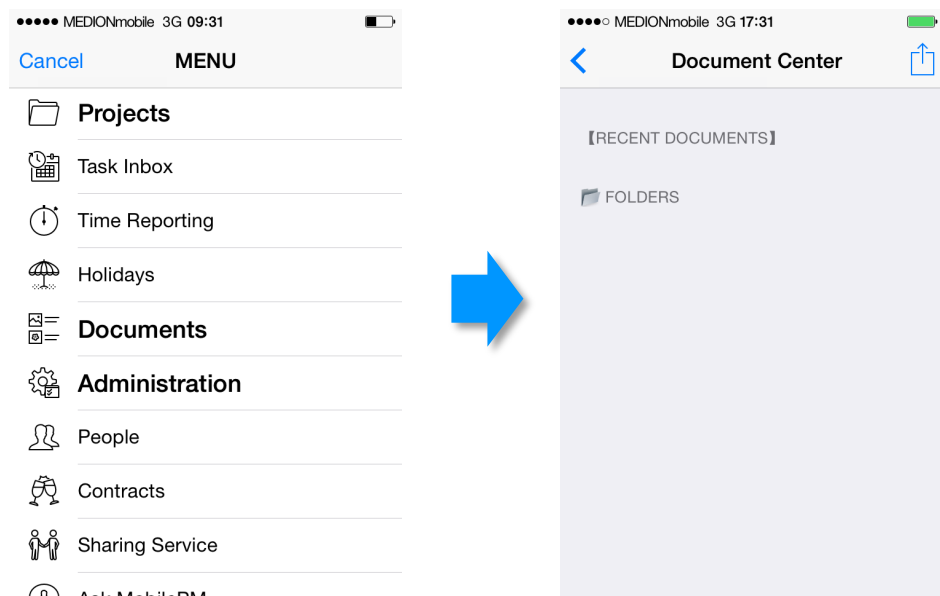 MEDIONmobile 3G 09:31
Cancel MENU
Projects
Task Inbox
Time Reporting
Holidays
Documents
Administration
People
Contracts
Sharing Service
MEDIONmobile 3G 17:31
Document Center
【RECENT DOCUMENTS】
FOLDERS